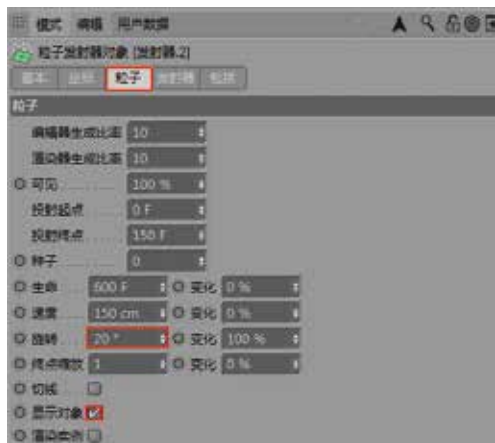 模式 编辑 用户数据
粒子发射器对象 [发射器.2]
基本 坐标 粒子 发射器 包括
粒子
编辑器生成比率 10
渲染器生成比率 10
可见 100 %
投射起点 0 F
投射终点 150 F
种子 0
生命 600 F 变化 0 %
速度 150 cm 变化 0 %
旋转 20 ° 变化 100 %
终点缩放 1 变化 0 %
切线
显示对象
渲染实例